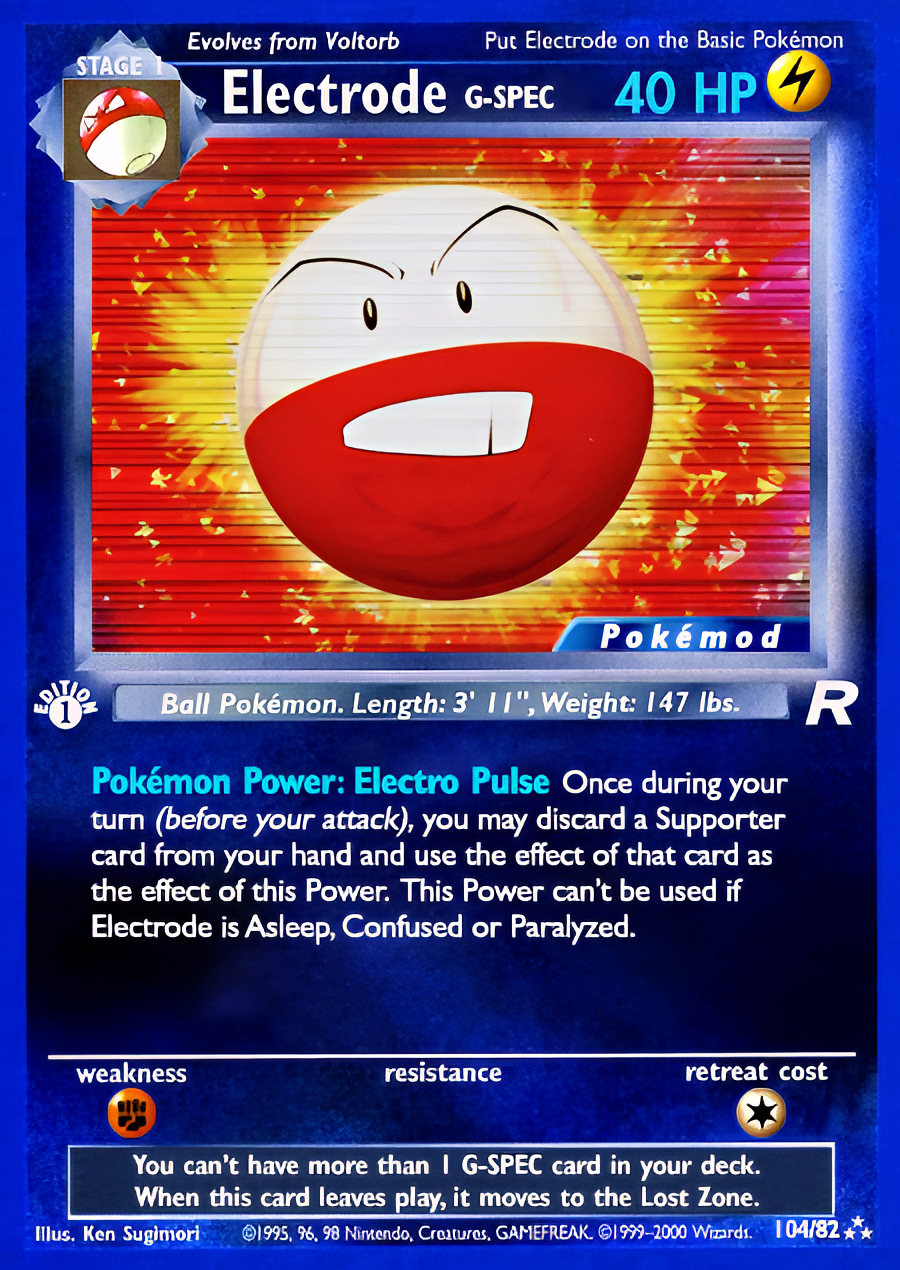 Evolves from Voltorb
Put Electrode on the Basic Pokémon
STAGE 1
Electrode G-SPEC
40 HP
Pokémod
EDITION
1
Ball Pokémon. Length: 3' 11", Weight: 147 lbs.
R
Pokémon Power: Electro Pulse Once during your
turn (before your attack), you may discard a Supporter
card from your hand and use the effect of that card as
the effect of this Power. This Power can't be used if
Electrode is Asleep, Confused or Paralyzed.
weakness
resistance
retreat cost
You can't have more than 1 G-SPEC card in your deck.
When this card leaves play, it moves to the Lost Zone.
Illus. Ken Sugimori
©1995, 96, 98 Nintendo, Creatures, GAMEFREAK. ©1999-2000 Wizards.
104/82